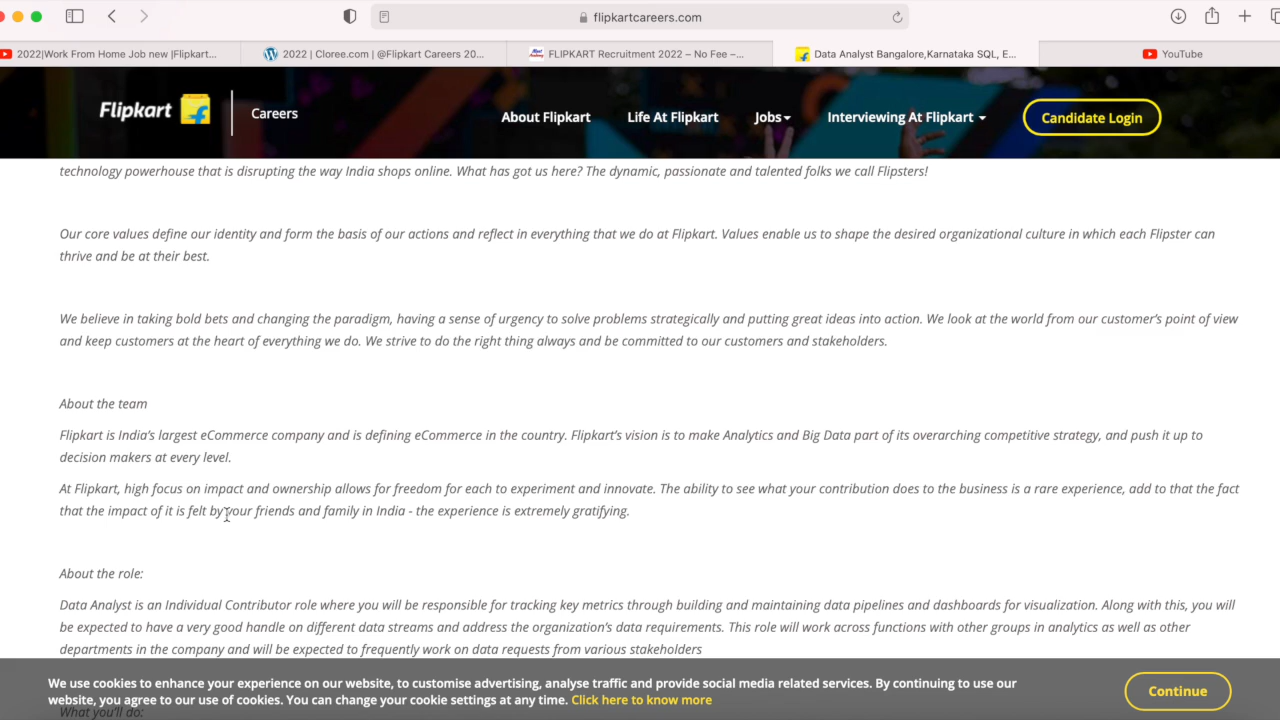 flipkartcareers.com
2022|Work From Home Job new |Flipkart...
2022 | Cloree.com | @Flipkart Careers 20...
FLIPKART Recruitment 2022 – No Fee –...
Data Analyst Bangalore,Karnataka SQL, E...
YouTube
Flipkart
Careers
About Flipkart
Life At Flipkart
Jobs
Interviewing At Flipkart
Candidate Login
technology powerhouse that is disrupting the way India shops online. What has got us here? The dynamic, passionate and talented folks we call Flipsters!
Our core values define our identity and form the basis of our actions and reflect in everything that we do at Flipkart. Values enable us to shape the desired organizational culture in which each Flipster can
thrive and be at their best.
We believe in taking bold bets and changing the paradigm, having a sense of urgency to solve problems strategically and putting great ideas into action. We look at the world from our customer's point of view
and keep customers at the heart of everything we do. We strive to do the right thing always and be committed to our customers and stakeholders.
About the team
Flipkart is India's largest eCommerce company and is defining eCommerce in the country. Flipkart's vision is to make Analytics and Big Data part of its overarching competitive strategy, and push it up to
decision makers at every level.
At Flipkart, high focus on impact and ownership allows for freedom for each to experiment and innovate. The ability to see what your contribution does to the business is a rare experience, add to that the fact
that the impact of it is felt by your friends and family in India - the experience is extremely gratifying.
About the role:
Data Analyst is an Individual Contributor role where you will be responsible for tracking key metrics through building and maintaining data pipelines and dashboards for visualization. Along with this, you will
be expected to have a very good handle on different data streams and address the organization's data requirements. This role will work across functions with other groups in analytics as well as other
departments in the company and will be expected to frequently work on data requests from various stakeholders
We use cookies to enhance your experience on our website, to customise advertising, analyse traffic and provide social media related services. By continuing to use our
website, you agree to our use of cookies. You can change your cookie settings at any time. Click here to know more
Continue
What you'll do: